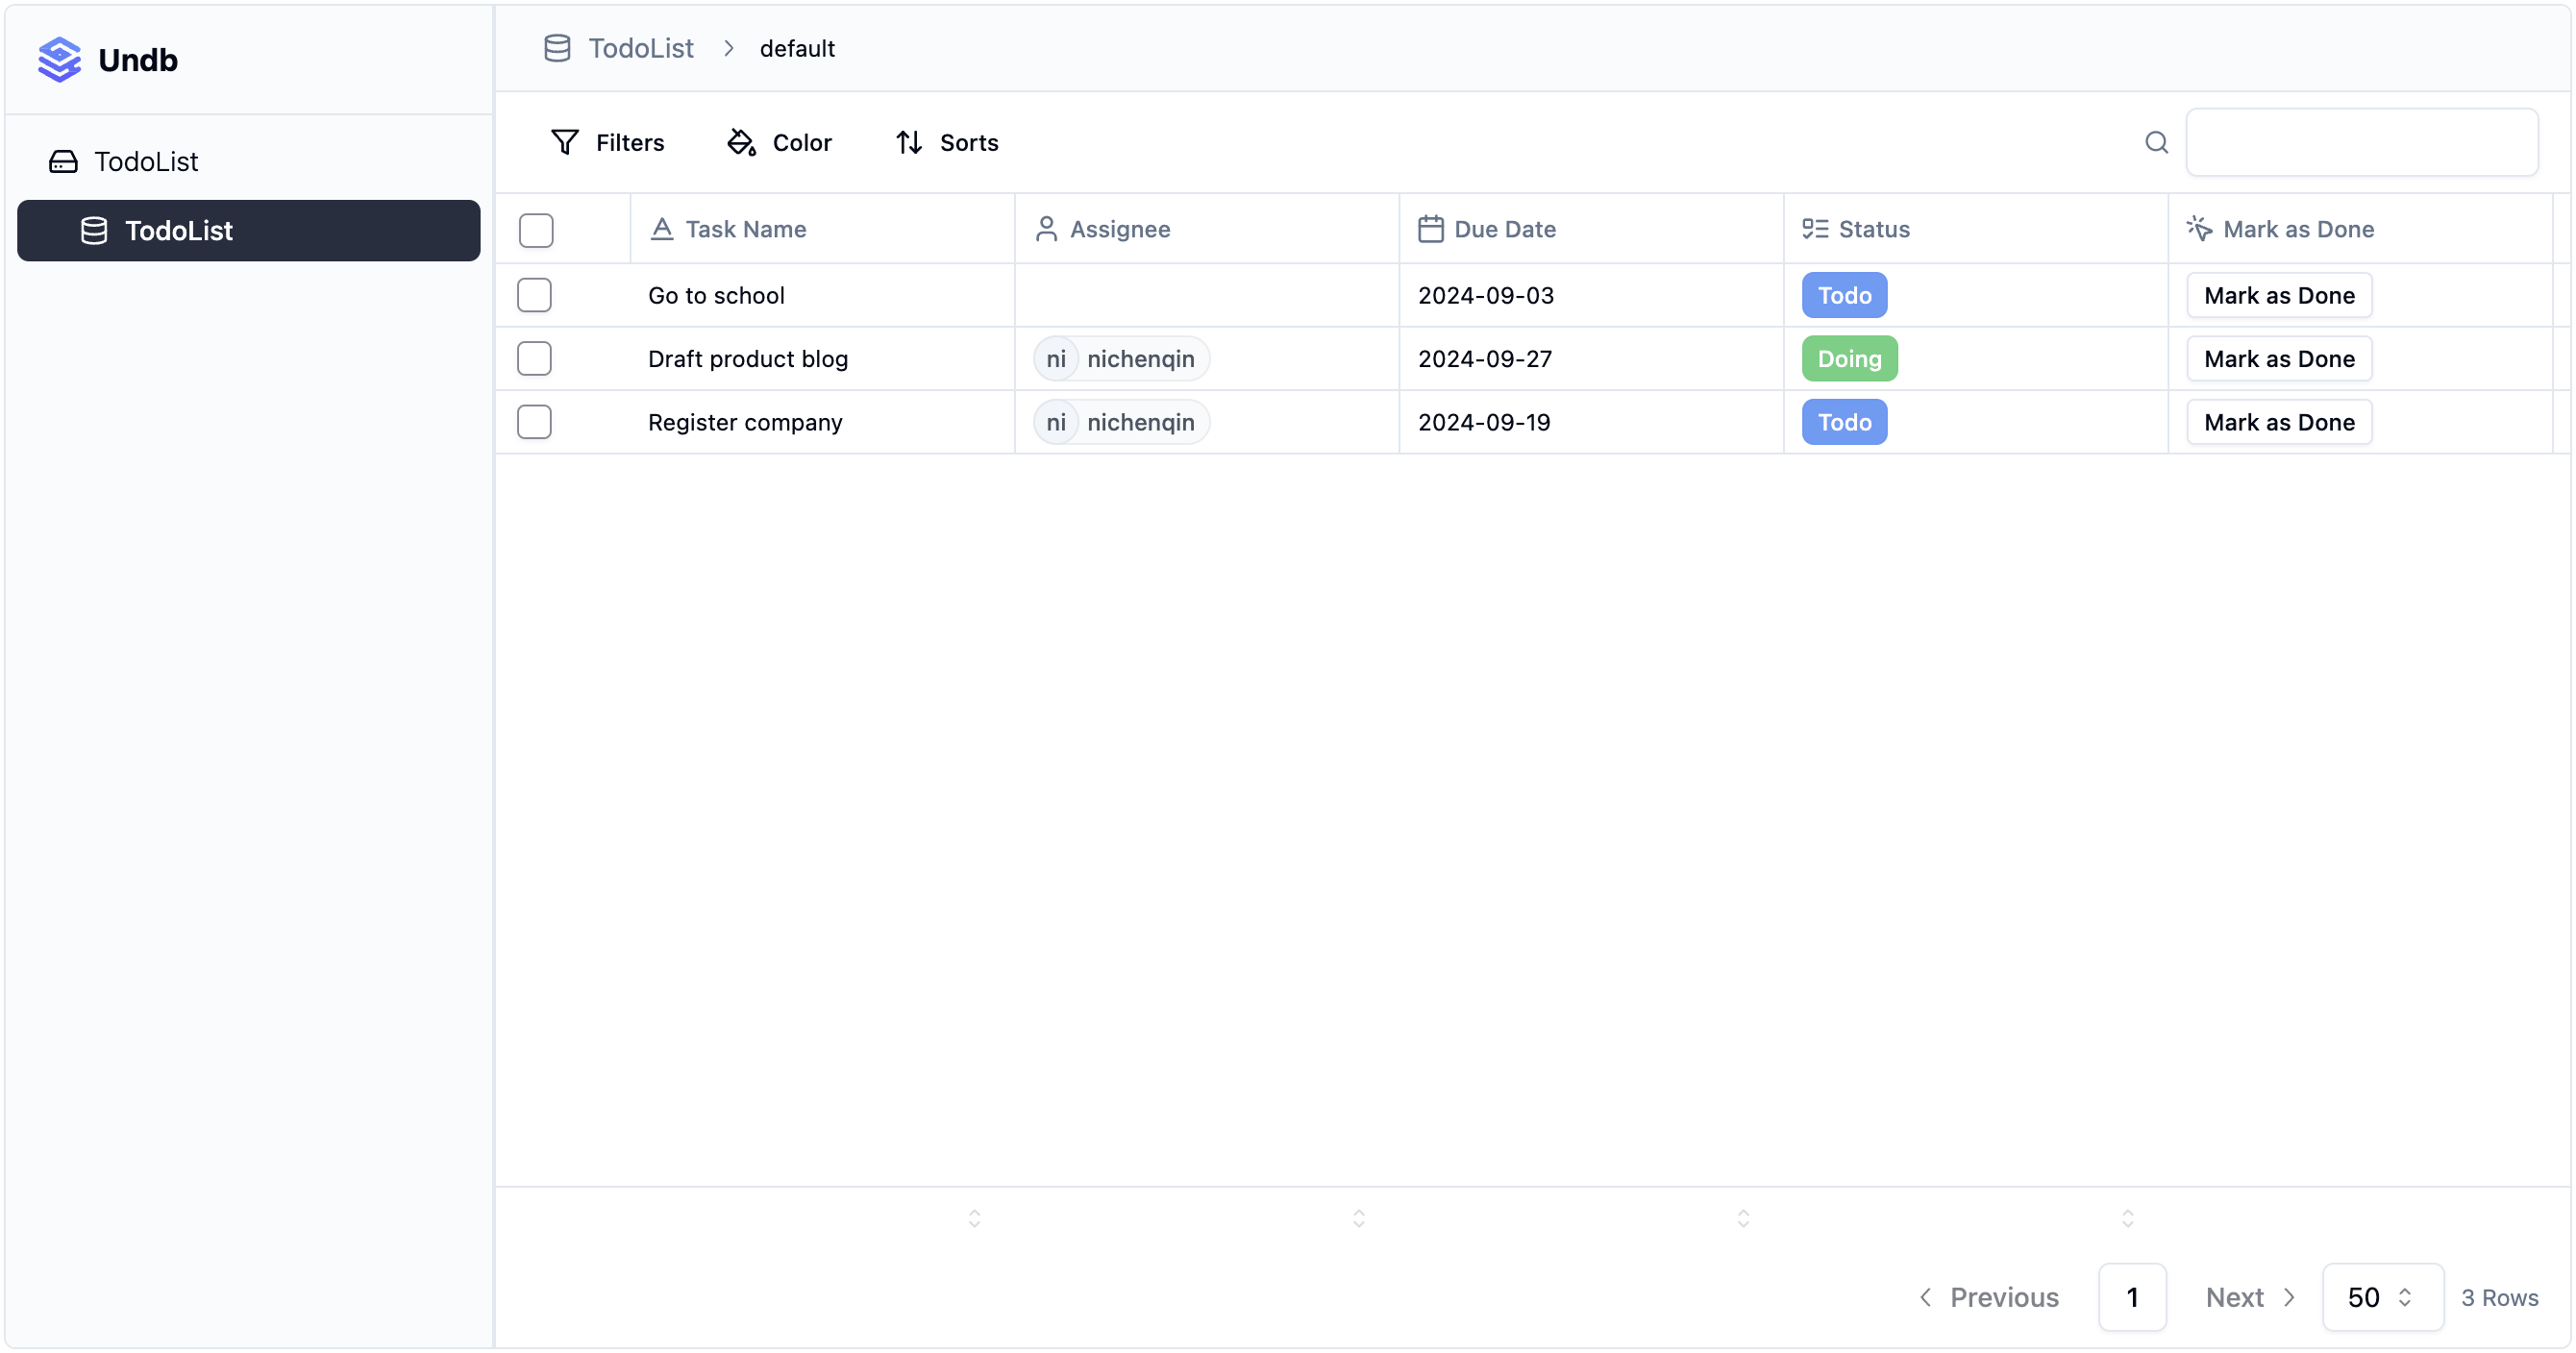 Undb
TodoList
TodoList
TodoList > default
Filters Color Sorts
Task Name Assignee Due Date Status Mark as Done
Go to school 2024-09-03 Todo Mark as Done
Draft product blog ni nichenqin 2024-09-27 Doing Mark as Done
Register company ni nichenqin 2024-09-19 Todo Mark as Done
Previous 1 Next 50 3 Rows